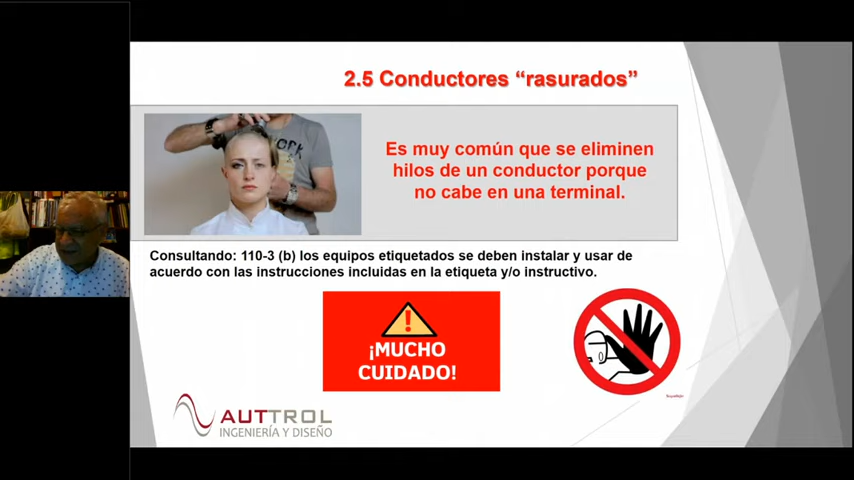 2.5 Conductores “rasurados”
Es muy común que se eliminen
hilos de un conductor porque
no cabe en una terminal.
Consultando: 110-3 (b) los equipos etiquetados se deben instalar y usar de
acuerdo con las instrucciones incluidas en la etiqueta y/o instructivo.
¡MUCHO
CUIDADO!
AUTTROL
INGENIERÍA Y DISEÑO